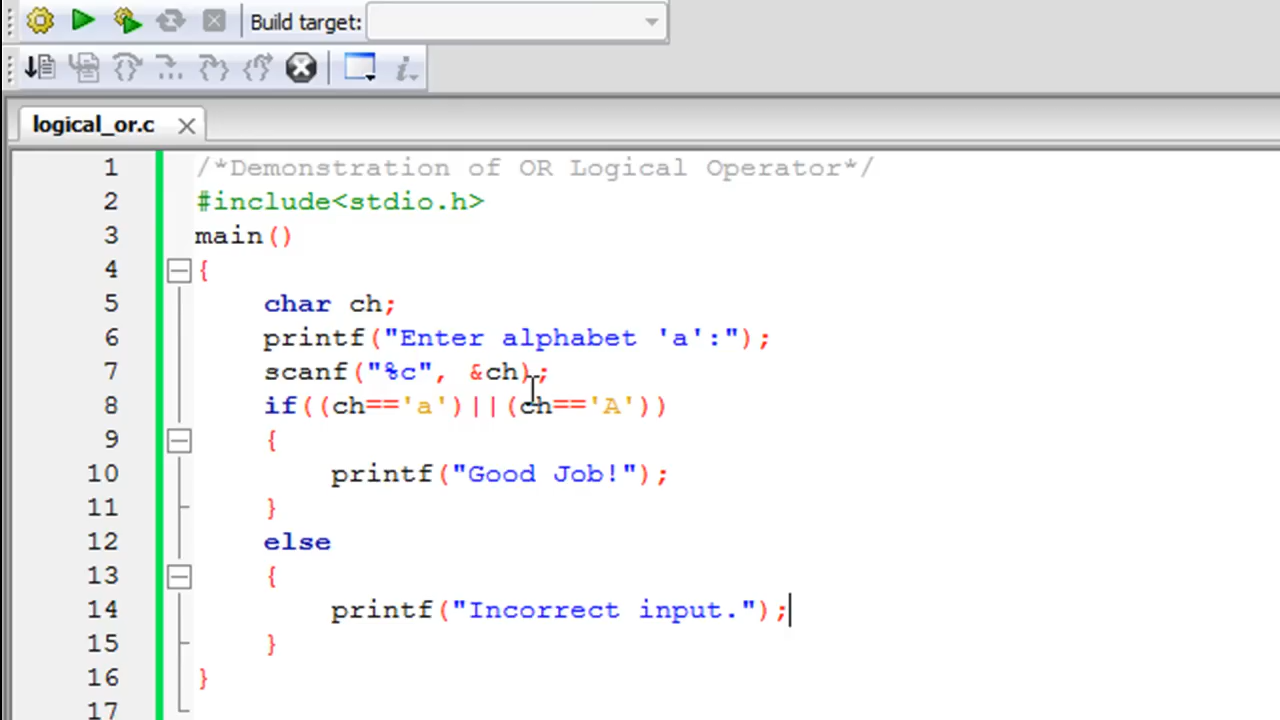 Build target:
logical_or.c
1 /*Demonstration of OR Logical Operator*/
2 #include<stdio.h>
3 main()
4 {
5 char ch;
6 printf("Enter alphabet 'a':");
7 scanf("%c", &ch);
8 if((ch=='a')||(ch=='A'))
9 {
10 printf("Good Job!");
11 }
12 else
13 {
14 printf("Incorrect input.");
15 }
16 }
17